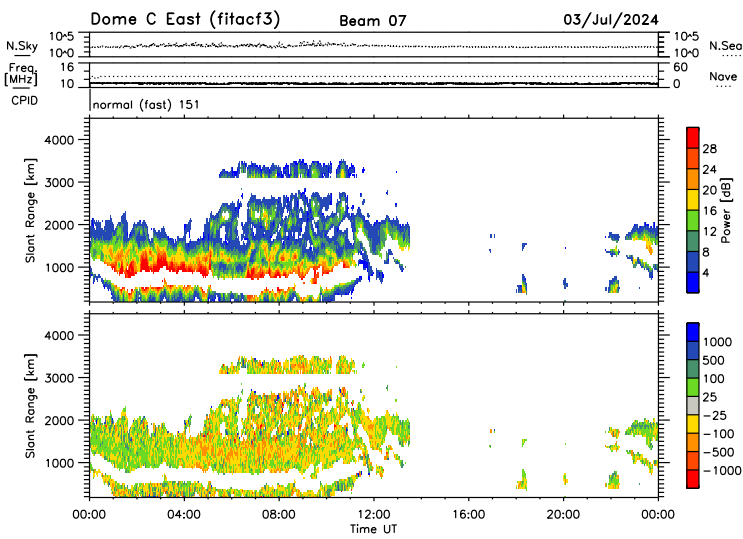 Dome C East (fitacf3) Beam 07 03/Jul/2024
N.Sky 10^5 10^0 10^5 10^0 N.Sea
Freq. [MHz] 16 10 60 0 Nave
CPID normal (fast) 151
4000
3000
2000
1000
Slant Range [km]
28
24
20
16
12
8
4
Power [dB]
4000
3000
2000
1000
Slant Range [km]
1000
500
100
25
-25
-100
-500
-1000
00:00 04:00 08:00 12:00 16:00 20:00 00:00
Time UT